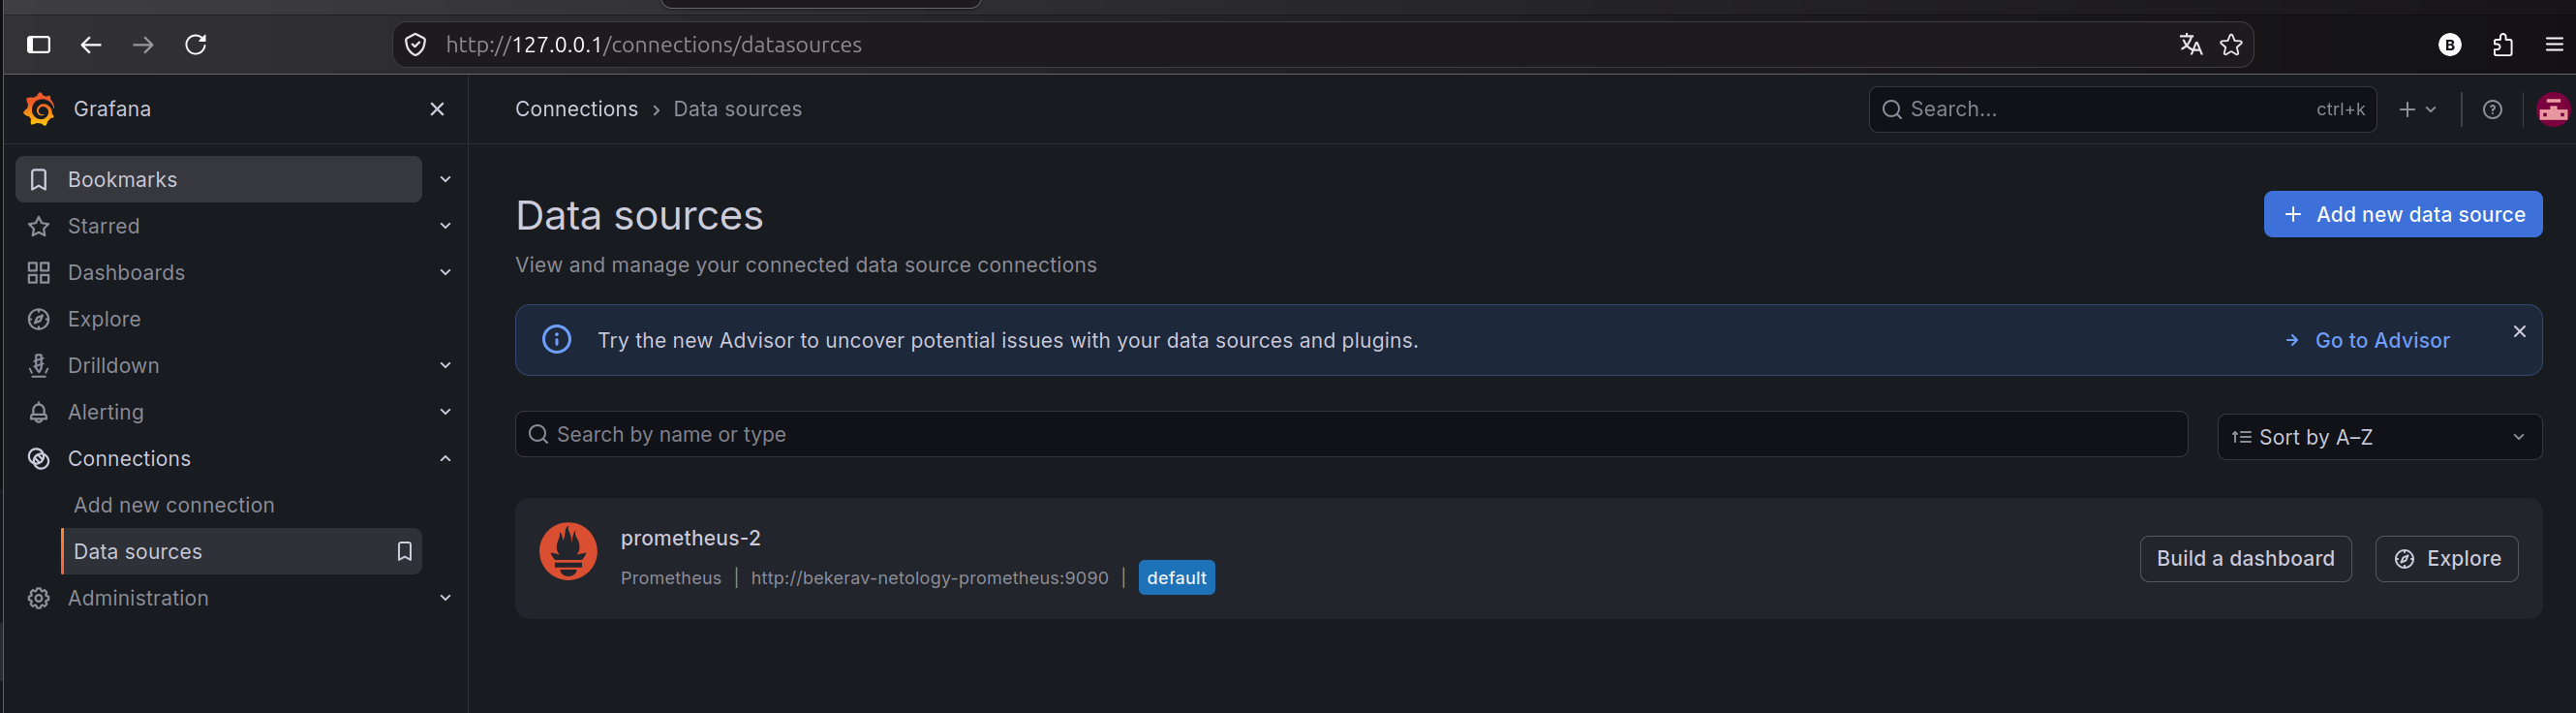 http://127.0.0.1/connections/datasources
B
Grafana
Connections › Data sources
Search...
ctrl+k
Bookmarks
Starred
Dashboards
Explore
Drilldown
Alerting
Connections
Add new connection
Data sources
Administration
Data sources
Add new data source
View and manage your connected data source connections
Try the new Advisor to uncover potential issues with your data sources and plugins.
Go to Advisor
Search by name or type
Sort by A–Z
prometheus-2
Prometheus | http://bekerav-netology-prometheus:9090 | default
Build a dashboard
Explore